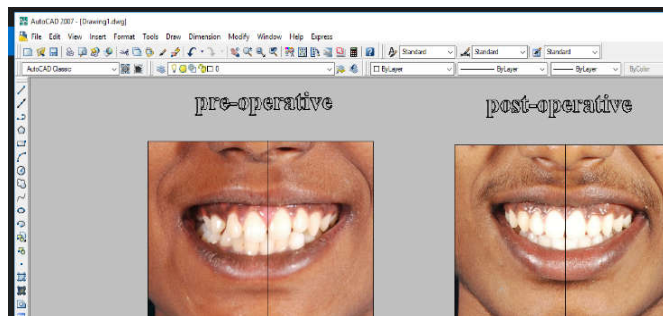 AutoCAD 2007 - [Drawing1.dwg]
File Edit View Insert Format Tools Draw Dimension Modify Window Help Express
Standard Standard Standard
AutoCAD Classic 0 ByLayer ByLayer ByLayer ByColor
pre-operative post-operative